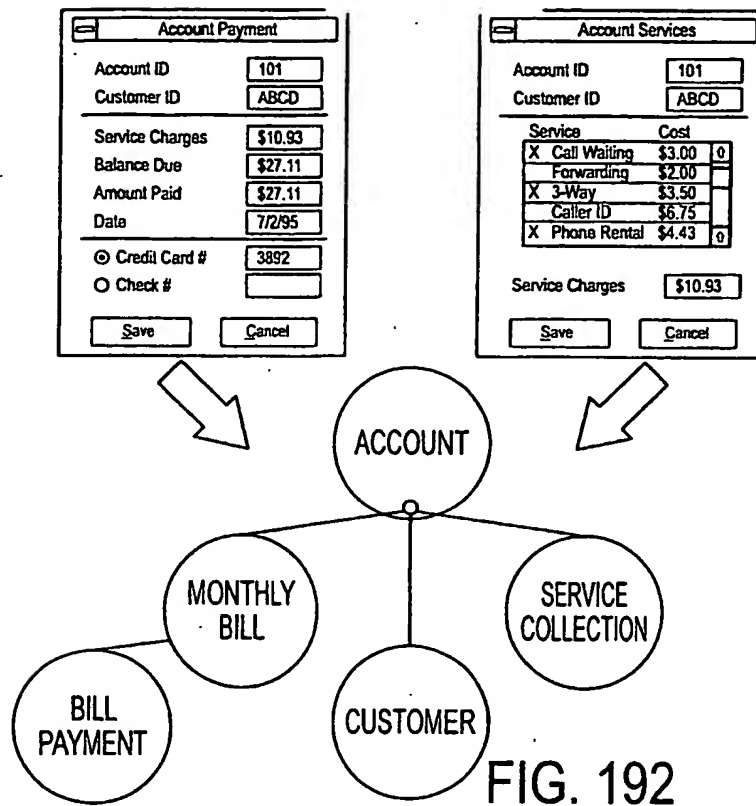 Account Payment
Account ID 101
Customer ID ABCD
Service Charges $10.93
Balance Due $27.11
Amount Paid $27.11
Date 7/2/95
Credit Card # 3892
Check #
Save Cancel
Account Services
Account ID 101
Customer ID ABCD
Service Cost
X Call Waiting $3.00
Forwarding $2.00
X 3-Way $3.50
Caller ID $6.75
X Phone Rental $4.43
Service Charges $10.93
Save Cancel
ACCOUNT
MONTHLY
BILL
SERVICE
COLLECTION
BILL
PAYMENT
CUSTOMER
FIG. 192